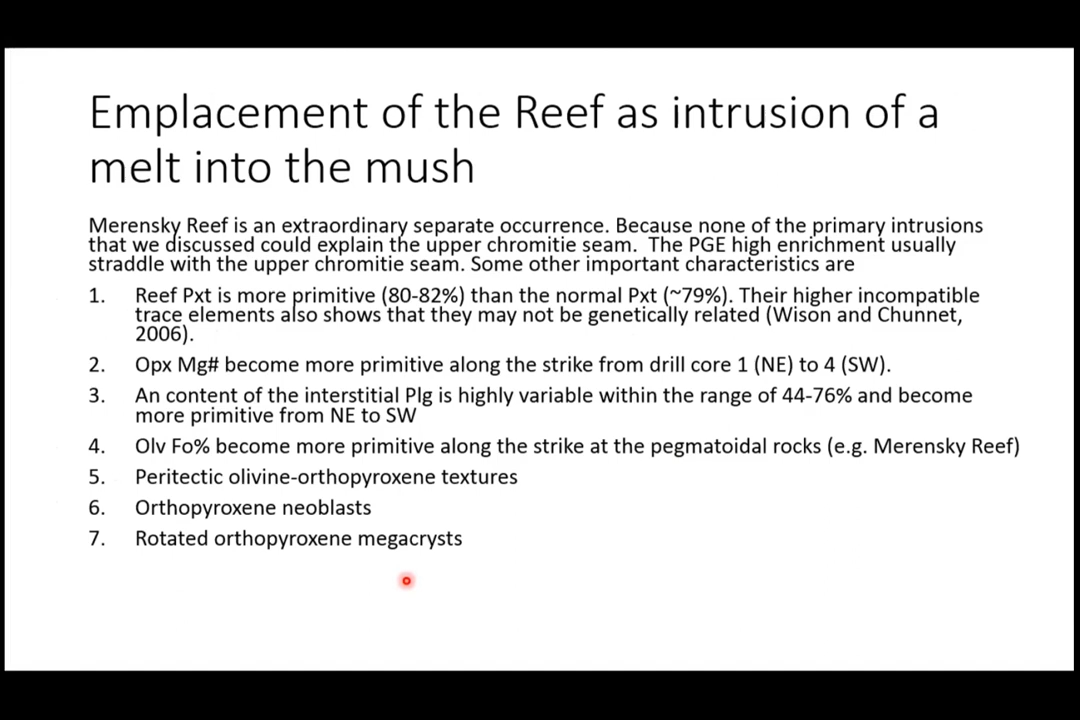 Emplacement of the Reef as intrusion of a
melt into the mush
Merensky Reef is an extraordinary separate occurrence. Because none of the primary intrusions
that we discussed could explain the upper chromitie seam.  The PGE high enrichment usually
straddle with the upper chromitie seam. Some other important characteristics are
1. Reef Pxt is more primitive (80-82%) than the normal Pxt (~79%). Their higher incompatible
trace elements also shows that they may not be genetically related (Wison and Chunnet,
2006).
2. Opx Mg# become more primitive along the strike from drill core 1 (NE) to 4 (SW).
3. An content of the interstitial Plg is highly variable within the range of 44-76% and become
more primitive from NE to SW
4. Olv Fo% become more primitive along the strike at the pegmatoidal rocks (e.g. Merensky Reef)
5. Peritectic olivine-orthopyroxene textures
6. Orthopyroxene neoblasts
7. Rotated orthopyroxene megacrysts